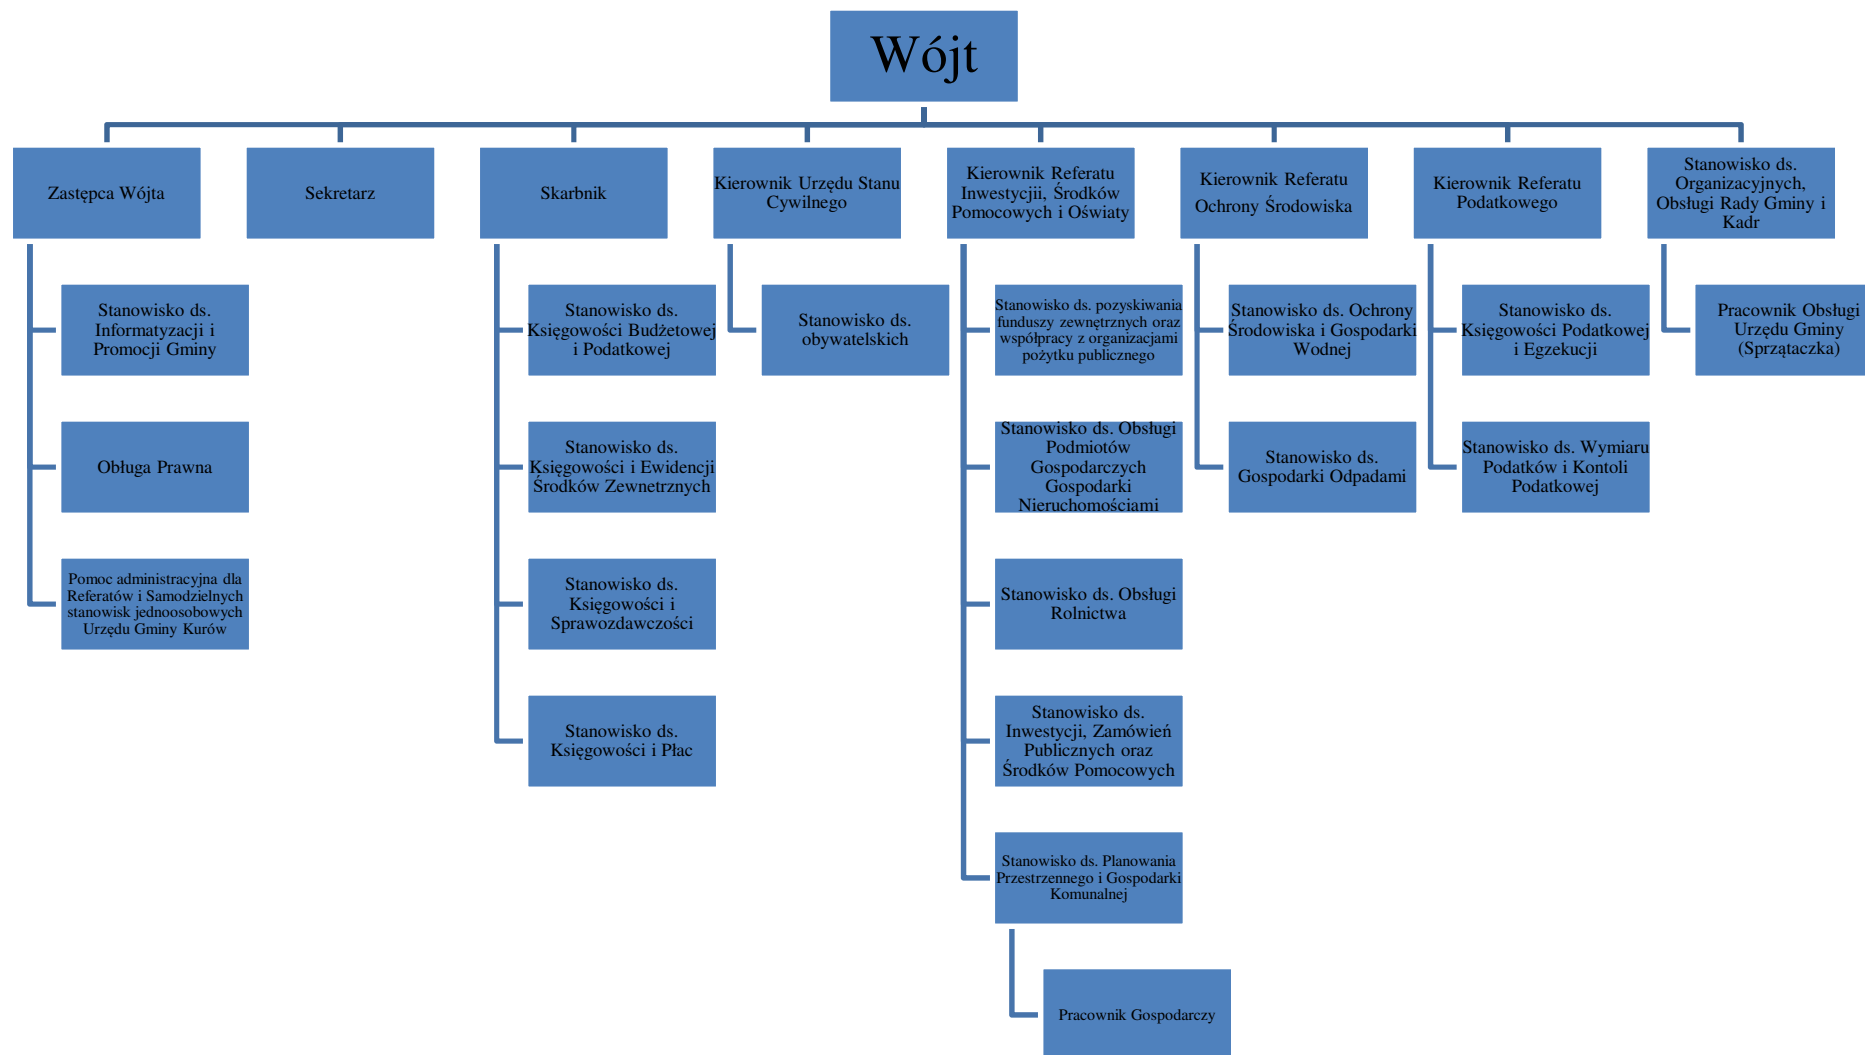 Wójt
Zastępca Wójta
Sekretarz
Skarbnik
Kierownik Urzędu Stanu
Cywilnego
Kierownik Referatu
Inwestycjii, Środków
Pomocowych i Oświaty
Kierownik Referatu
Ochrony Środowiska
Kierownik Referatu
Podatkowego
Stanowisko ds.
Organizacyjnych,
Obsługi Rady Gminy i
Kadr
Stanowisko ds.
Informatyzacji i
Promocji Gminy
Obługa Prawna
Pomoc administracyjna dla
Referatów i Samodzielnych
stanowisk jednoosobowych
Urzędu Gminy Kurów
Stanowisko ds.
Księgowości Budżetowej
i Podatkowej
Stanowisko ds.
Księgowości i Ewidencji
Środków Zewnetrznych
Stanowisko ds.
Księgowości i
Sprawozdawczości
Stanowisko ds.
Księgowości i Płac
Stanowisko ds.
obywatelskich
Stanowisko ds. pozyskiwania
funduszy zewnętrznych oraz
współpracy z organizacjami
pożytku publicznego
Stanowisko ds. Obsługi
Podmiotów
Gospodarczych
Gospodarki
Nieruchomościami
Stanowisko ds. Obsługi
Rolnictwa
Stanowisko ds.
Inwestycji, Zamówień
Publicznych oraz
Środków Pomocowych
Stanowisko ds. Planowania
Przestrzennego i Gospodarki
Komunalnej
Pracownik Gospodarczy
Stanowisko ds. Ochrony
Środowiska i Gospodarki
Wodnej
Stanowisko ds.
Gospodarki Odpadami
Stanowisko ds.
Księgowości Podatkowej
i Egzekucji
Stanowisko ds. Wymiaru
Podatków i Kontoli
Podatkowej
Pracownik Obsługi
Urzędu Gminy
(Sprzątaczka)